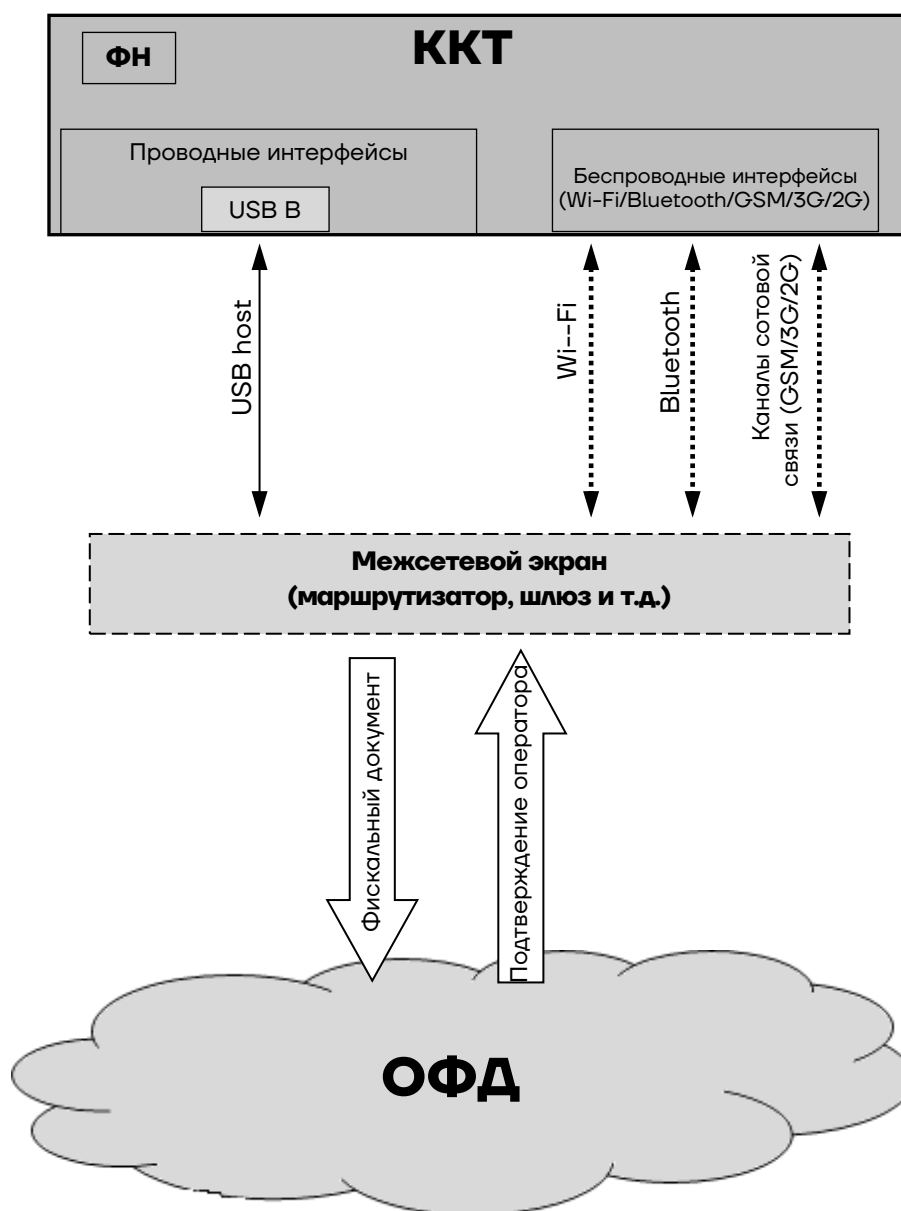 ККТ
ФН
Проводные интерфейсы
USB B
Беспроводные интерфейсы
(Wi-Fi/Bluetooth/GSM/3G/2G)
USB host
Wi--Fi
Bluetooth
Каналы сотовой
связи (GSM/3G/2G)
Межсетевой экран
(маршрутизатор, шлюз и т.д.)
Фискальный документ
Подтверждение оператора
ОФД